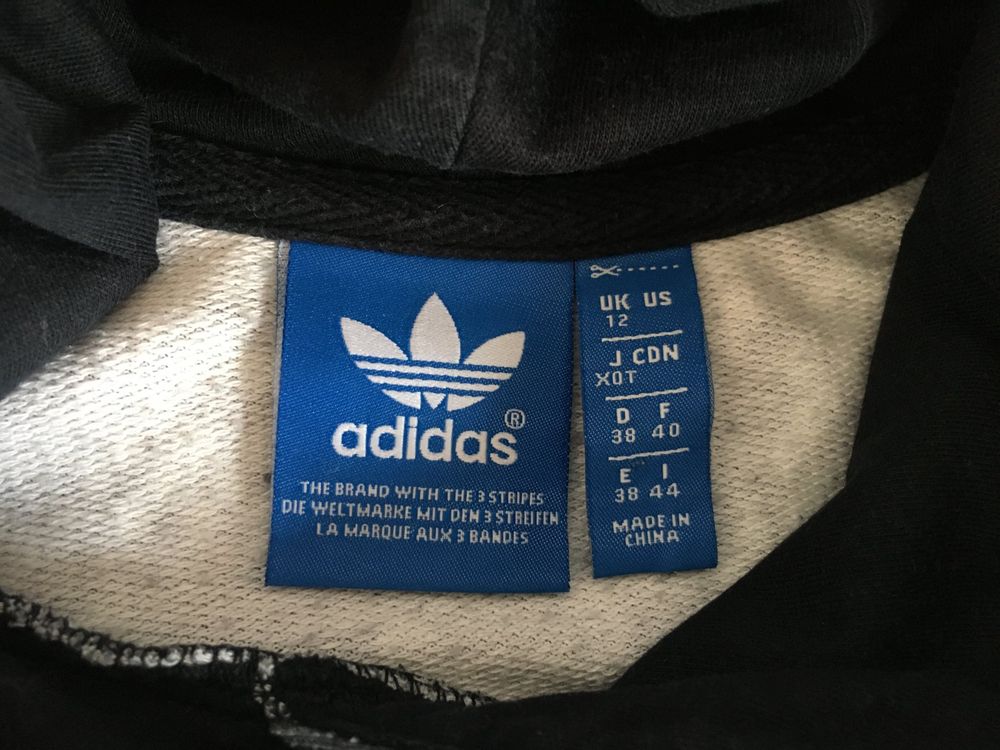 adidas®
THE BRAND WITH THE 3 STRIPES
DIE WELTMARKE MIT DEN 3 STREIFEN
LA MARQUE AUX 3 BANDES
UK US
12
J CDN
XOT
D F
38 40
E I
38 44
MADE IN
CHINA